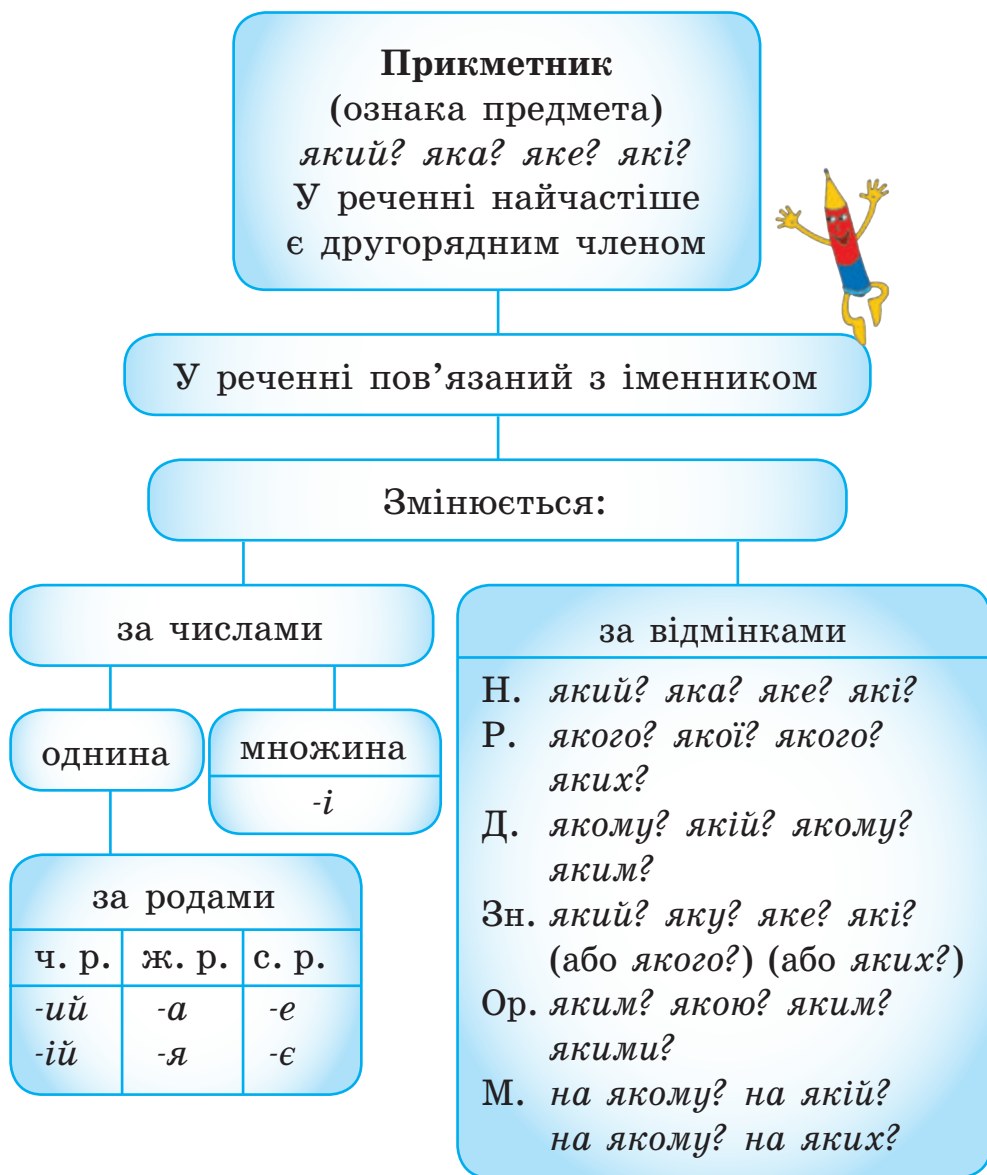 Прикметник
(ознака предмета)
який? яка? яке? які?
У реченні найчастіше
є другорядним членом
У реченні пов’язаний з іменником
Змінюється:
за числами
однина
множина
-і
за родами
ч. р. ж. р. с. р.
-ий -а -е
-ій -я -є
за відмінками
Н. який? яка? яке? які?
Р. якого? якої? якого?
яких?
Д. якому? якій? якому?
яким?
Зн. який? яку? яке? які?
(або якого?) (або яких?)
Ор. яким? якою? яким?
якими?
М. на якому? на якій?
на якому? на яких?